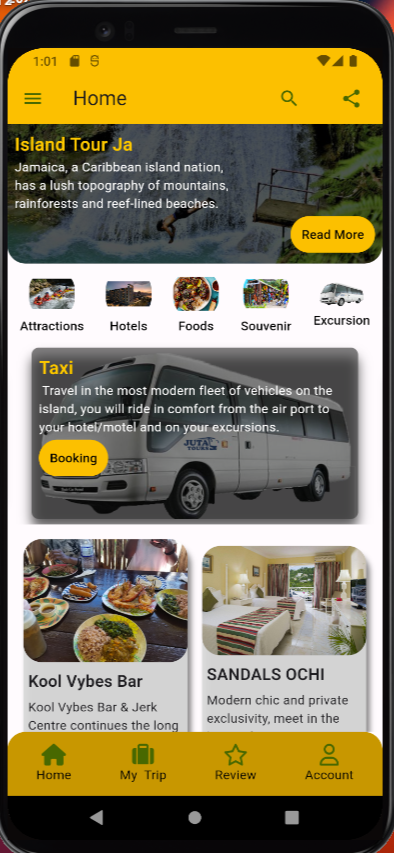 1:01
Home
Island Tour Ja
Jamaica, a Caribbean island nation,
has a lush topography of mountains,
rainforests and reef-lined beaches.
Read More
Attractions Hotels Foods Souvenir Excursion
Taxi
Travel in the most modern fleet of vehicles on the
island, you will ride in comfort from the air port to
your hotel/motel and on your excursions.
JUTA
TOURS
Booking
Kool Vybes Bar
Kool Vybes Bar & Jerk
Centre continues the long
SANDALS OCHI
Modern chic and private
exclusivity, meet in the
Home My Trip Review Account